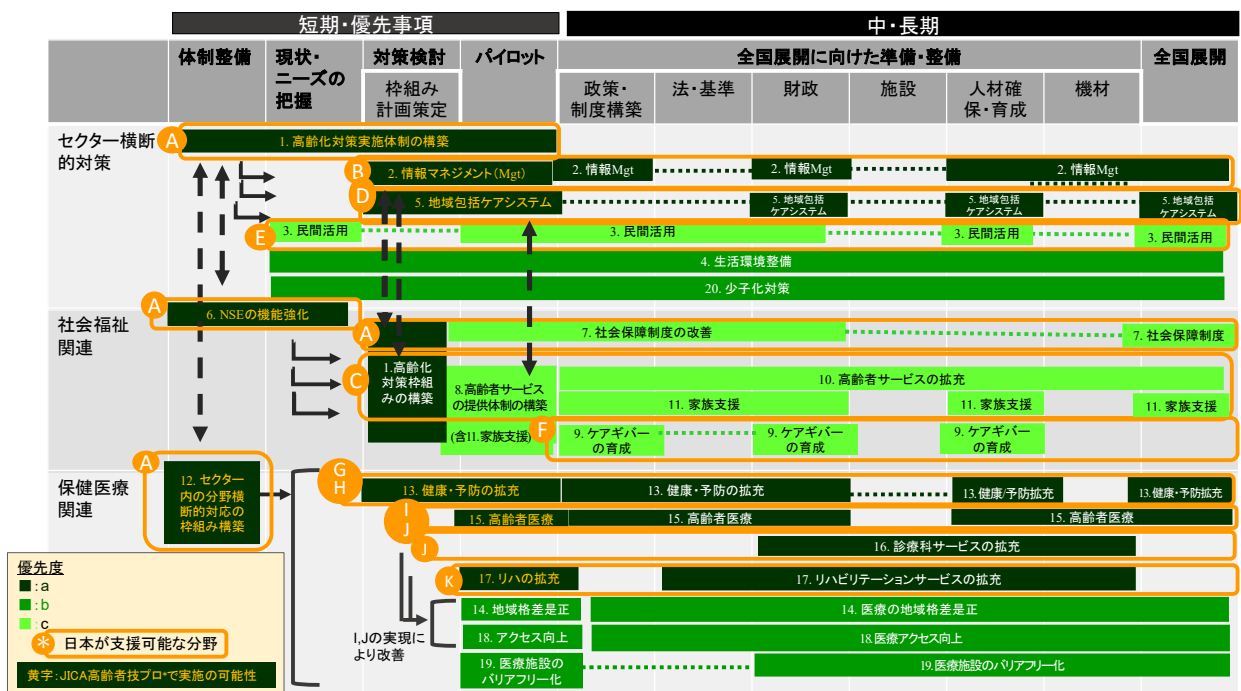 短期・優先事項
中・長期
体制整備
現状・
ニーズの
把握
対策検討
パイロット
全国展開に向けた準備・整備
全国展開
枠組み
計画策定
政策・
制度構築
法・基準
財政
施設
人材確
保・育成
機材
セクター横断
的対策
A
1. 高齢化対策実施体制の構築
B
2. 情報マネジメント(Mgt)
2. 情報Mgt
2. 情報Mgt
2. 情報Mgt
D
5. 地域包括ケアシステム
5. 地域包括
ケアシステム
5. 地域包括
ケアシステム
5. 地域包括
ケアシステム
E
3. 民間活用
3. 民間活用
3. 民間活用
3. 民間活用
4. 生活環境整備
20. 少子化対策
社会福祉
関連
A
6. NSEの機能強化
A
7. 社会保障制度の改善
7. 社会保障制度
C
1.高齢化
対策枠組
みの構築
8.高齢者サービス
の提供体制の構築
(含11.家族支援)
10. 高齢者サービスの拡充
11. 家族支援
11. 家族支援
11. 家族支援
F
9. ケアギバー
の育成
9. ケアギバー
の育成
9. ケアギバー
の育成
保健医療
関連
A
12. セクター
内の分野横
断的対応の
枠組み構築
G
H
13. 健康・予防の拡充
13. 健康・予防の拡充
13.健康/予防拡充
13.健康・予防拡充
I
J
15. 高齢者医療
15. 高齢者医療
15. 高齢者医療
J
16. 診療科サービスの拡充
K
17. リハの拡充
17. リハビリテーションサービスの拡充
14. 地域格差是正
14. 医療の地域格差是正
I,Jの実現に
より改善
18. アクセス向上
18.医療アクセス向上
19. 医療施設の
バリアフリー化
19.医療施設のバリアフリー化
優先度
■:a
■:b
■:c
* 日本が支援可能な分野
黄字:JICA高齢者技プロ*で実施の可能性